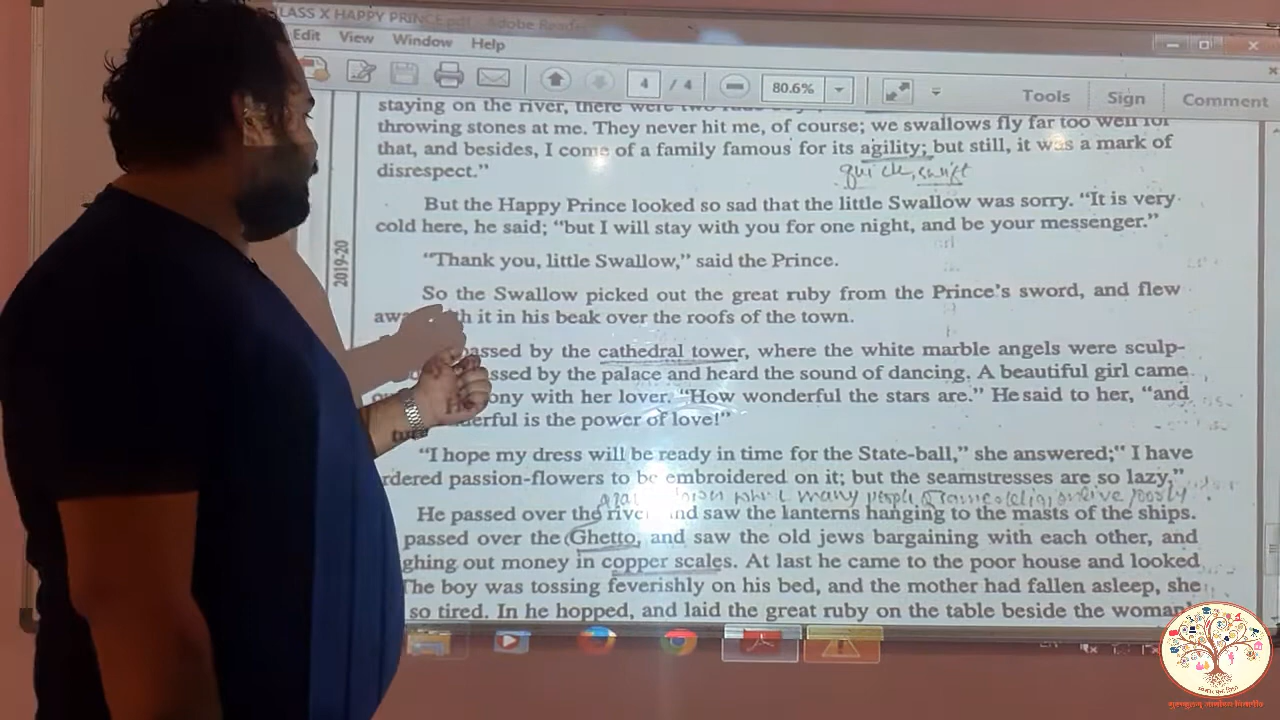 LASS X HAPPY PRINCE.pdf - Adobe Reader
Edit View Window Help
4 / 4 80.6% Tools Sign Comment
staying on the river, there were two
throwing stones at me. They never hit me, of course; we swallows fly far too well for
that, and besides, I come of a family famous for its agility; but still, it was a mark of
disrespect.”
quick, swift
But the Happy Prince looked so sad that the little Swallow was sorry. “It is very
cold here, he said; “but I will stay with you for one night, and be your messenger.”
2019-20
“Thank you, little Swallow,” said the Prince.
So the Swallow picked out the great ruby from the Prince's sword, and flew
awa th it in his beak over the roofs of the town.
passed by the cathedral tower, where the white marble angels were sculp-
ssed by the palace and heard the sound of dancing. A beautiful girl came
ony with her lover. “How wonderful the stars are.” He said to her, “and
derful is the power of love!”
“I hope my dress will be ready in time for the State-ball,” she answered;“ I have
rdered passion-flowers to be embroidered on it; but the seamstresses are so lazy,”
many people live poorly
He passed over the river and saw the lanterns hanging to the masts of the ships.
passed over the Ghetto, and saw the old jews bargaining with each other, and
ghing out money in copper scales. At last he came to the poor house and looked
The boy was tossing feverishly on his bed, and the mother had fallen asleep, she
so tired. In he hopped, and laid the great ruby on the table beside the woman's